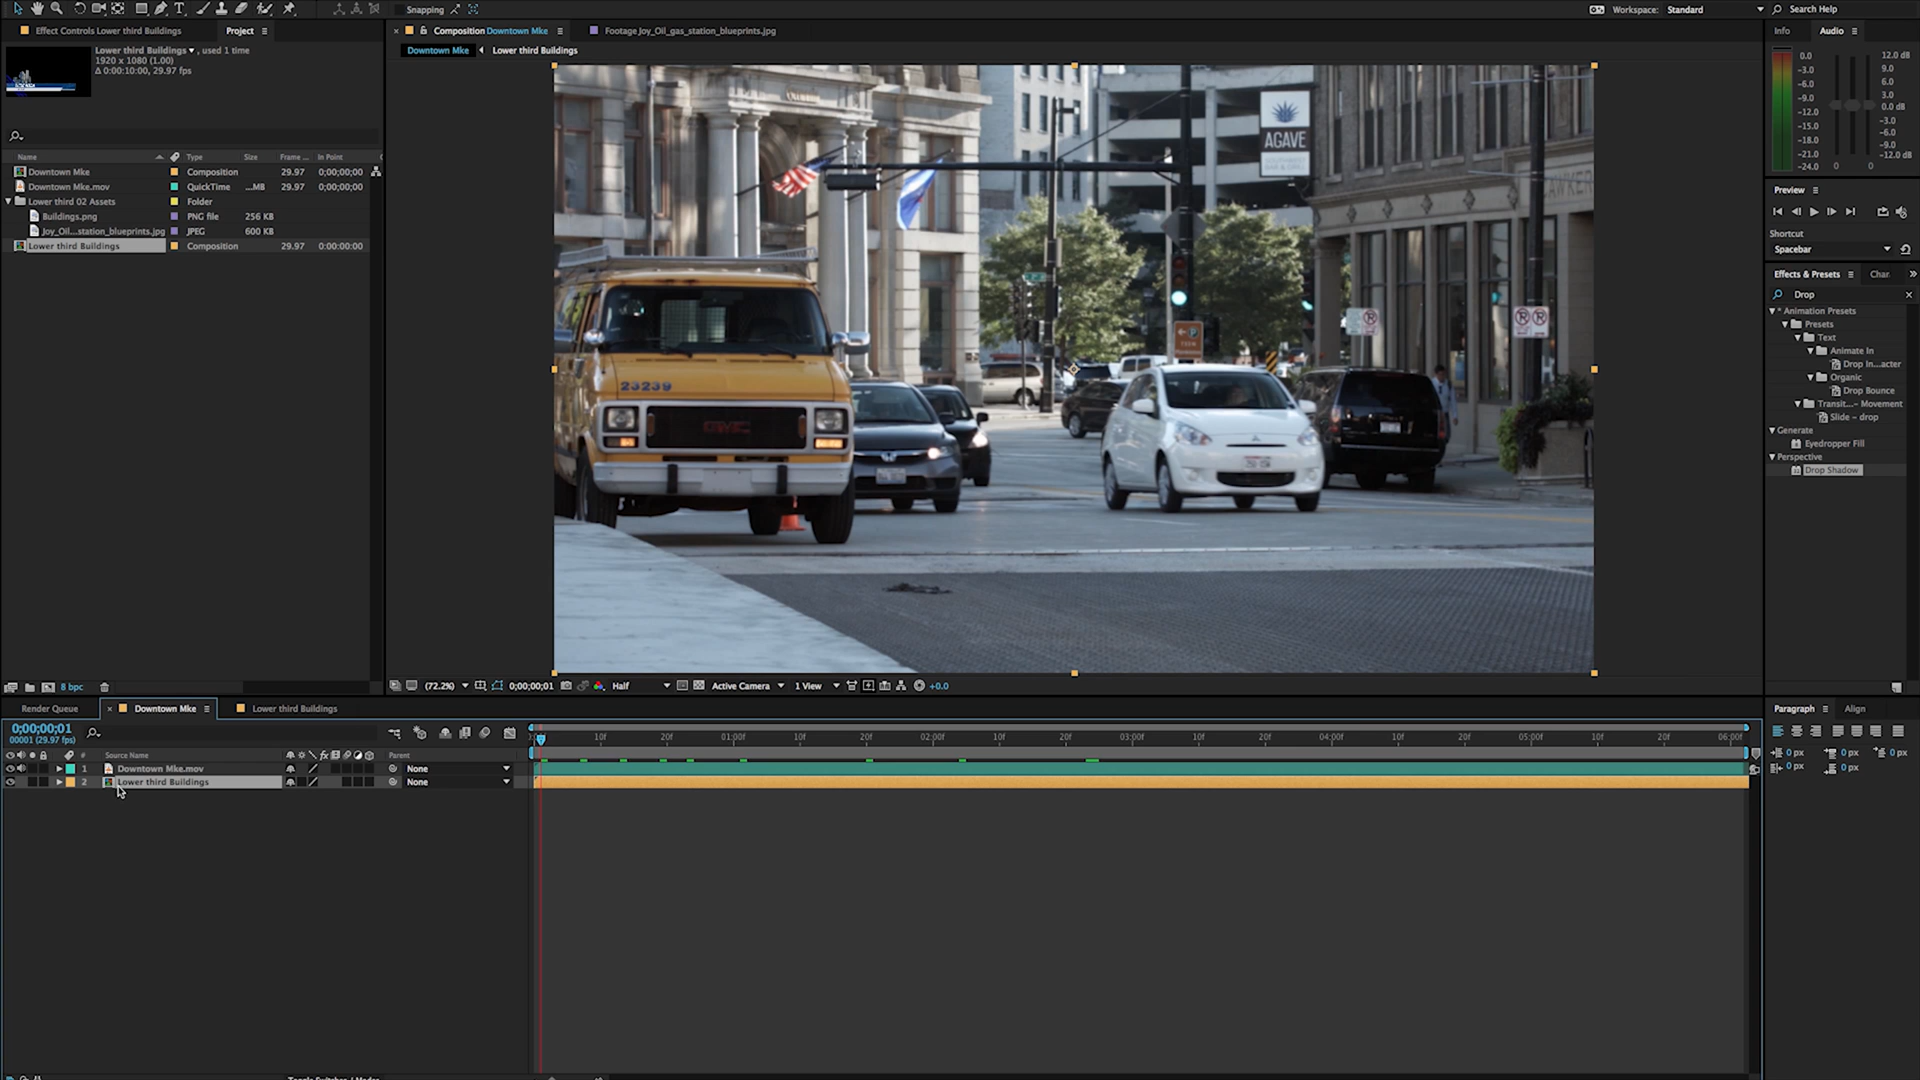 Snapping
Workspace: Standard
Search Help
Effect Controls Lower third Buildings
Project
Composition Downtown Mke
Footage Joy_Oil_gas_station_blueprints.jpg
Info
Audio
Lower third Buildings ▾, used 1 time
1920 x 1080 (1.00)
Δ 0:00:10:00, 29.97 fps
Downtown Mke
Lower third Buildings
0.0
-3.0
-6.0
-9.0
-12.0
-15.0
-18.0
-21.0
-24.0
12.0 dB
9.0
6.0
3.0
0.0 dB
-3.0
-6.0
-9.0
-12.0 dB
0 0
Name Type Size Frame ... In Point
Downtown Mke Composition 29.97 0;00;00;00
Downtown Mke.mov QuickTime ...MB 29.97 0;00;00;00
Lower third 02 Assets Folder
Buildings.png PNG file 256 KB
Joy_Oil...station_blueprints.jpg JPEG 600 KB
Lower third Buildings Composition 29.97 0:00:00:00
AGAVE
23239
GMC
Preview
Shortcut
Spacebar
Effects & Presets
Char
Drop
* Animation Presets
Presets
Text
Animate In
Drop In...acter
Organic
Drop Bounce
Transit...- Movement
Slide – drop
Generate
Eyedropper Fill
Perspective
Drop Shadow
8 bpc
(72.2%) 0;00;00;01 Half Active Camera 1 View +0.0
Render Queue
Downtown Mke
Lower third Buildings
Paragraph
Align
0;00;00;01
00001 (29.97 fps)
10f 20f 01:00f 10f 20f 02:00f 10f 20f 03:00f 10f 20f 04:00f 10f 20f 05:00f 10f 20f 06:00f
# Source Name Parent
1 Downtown Mke.mov None
2 Lower third Buildings None
0 px 0 px 0 px
0 px 0 px
Toggle Switches / Modes